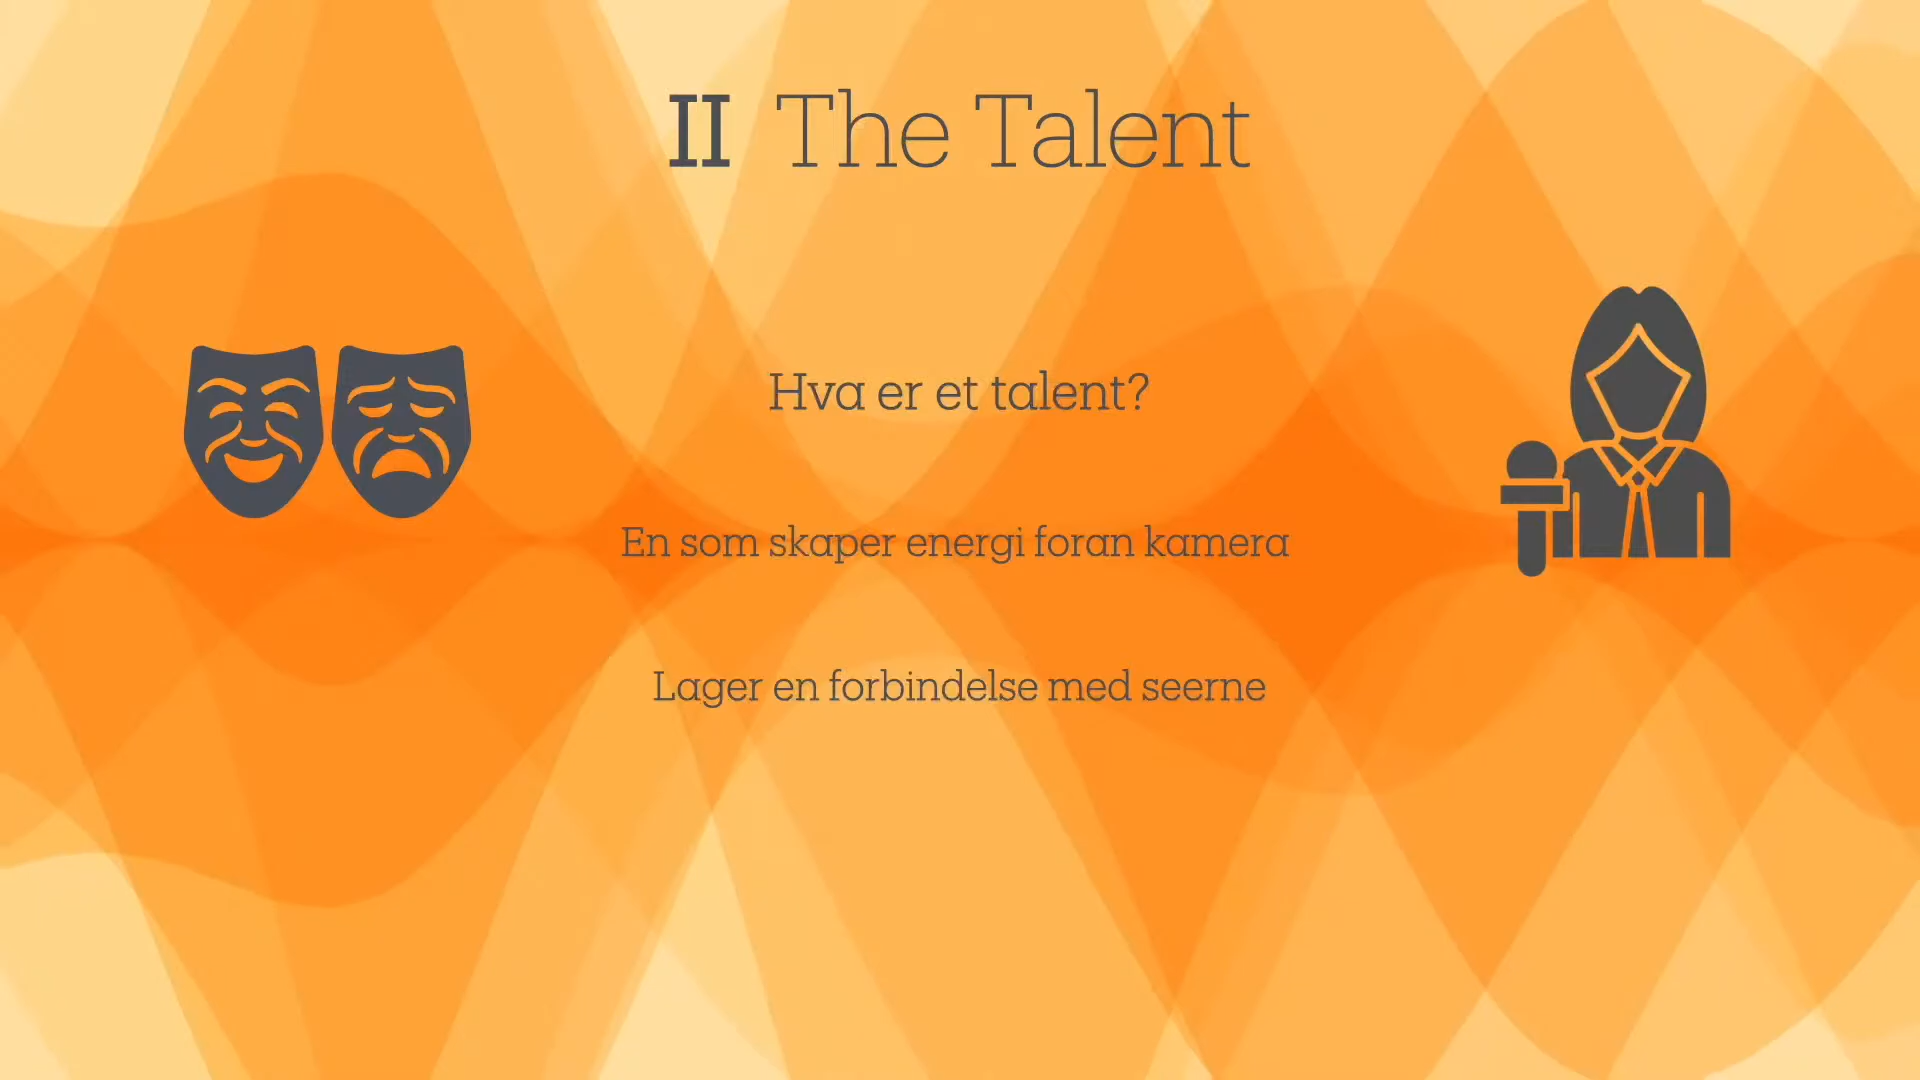 II The Talent
Hva er et talent?
En som skaper energi foran kamera
Lager en forbindelse med seerne